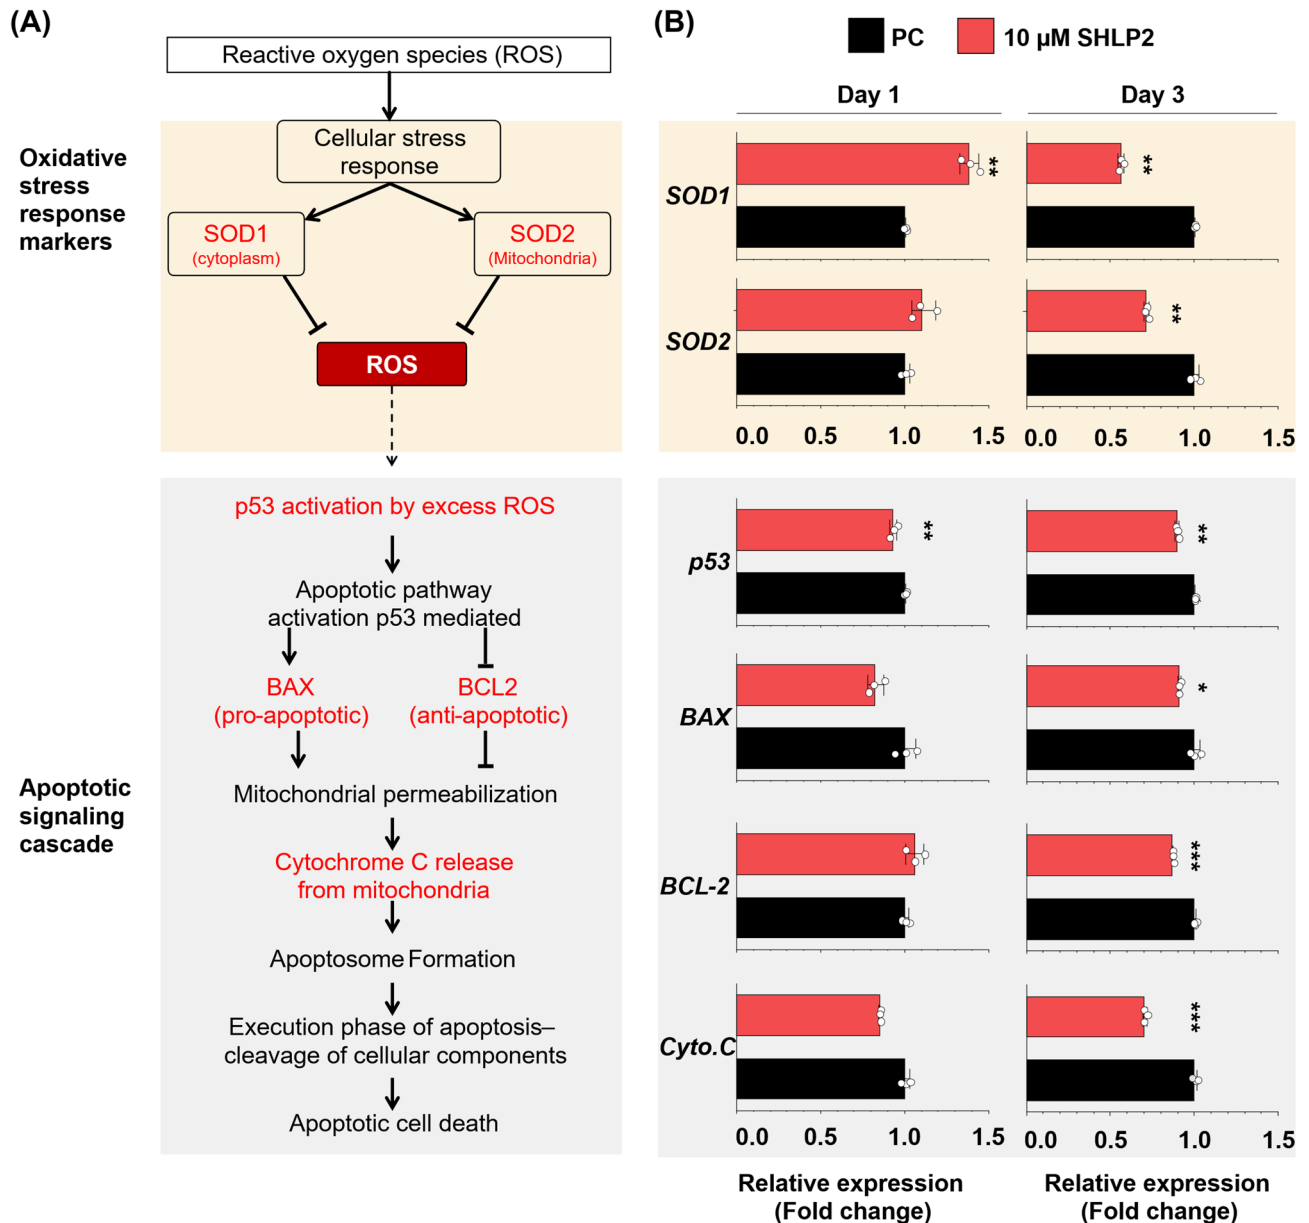 (A)
Reactive oxygen species (ROS)
Oxidative
stress
response
markers
Cellular stress
response
SOD1
(cytoplasm)
SOD2
(Mitochondria)
ROS
Apoptotic
signaling
cascade
p53 activation by excess ROS
Apoptotic pathway
activation p53 mediated
BAX
(pro-apoptotic)
BCL2
(anti-apoptotic)
Mitochondrial permeabilization
Cytochrome C release
from mitochondria
Apoptosome Formation
Execution phase of apoptosis–
cleavage of cellular components
Apoptotic cell death
(B)
PC
10 µM SHLP2
Day 1
Day 3
SOD1
**
**
SOD2
**
0.0 0.5 1.0 1.5
0.0 0.5 1.0 1.5
p53
**
**
BAX
*
BCL-2
***
Cyto.C
***
0.0 0.5 1.0 1.5
0.0 0.5 1.0 1.5
Relative expression
(Fold change)
Relative expression
(Fold change)